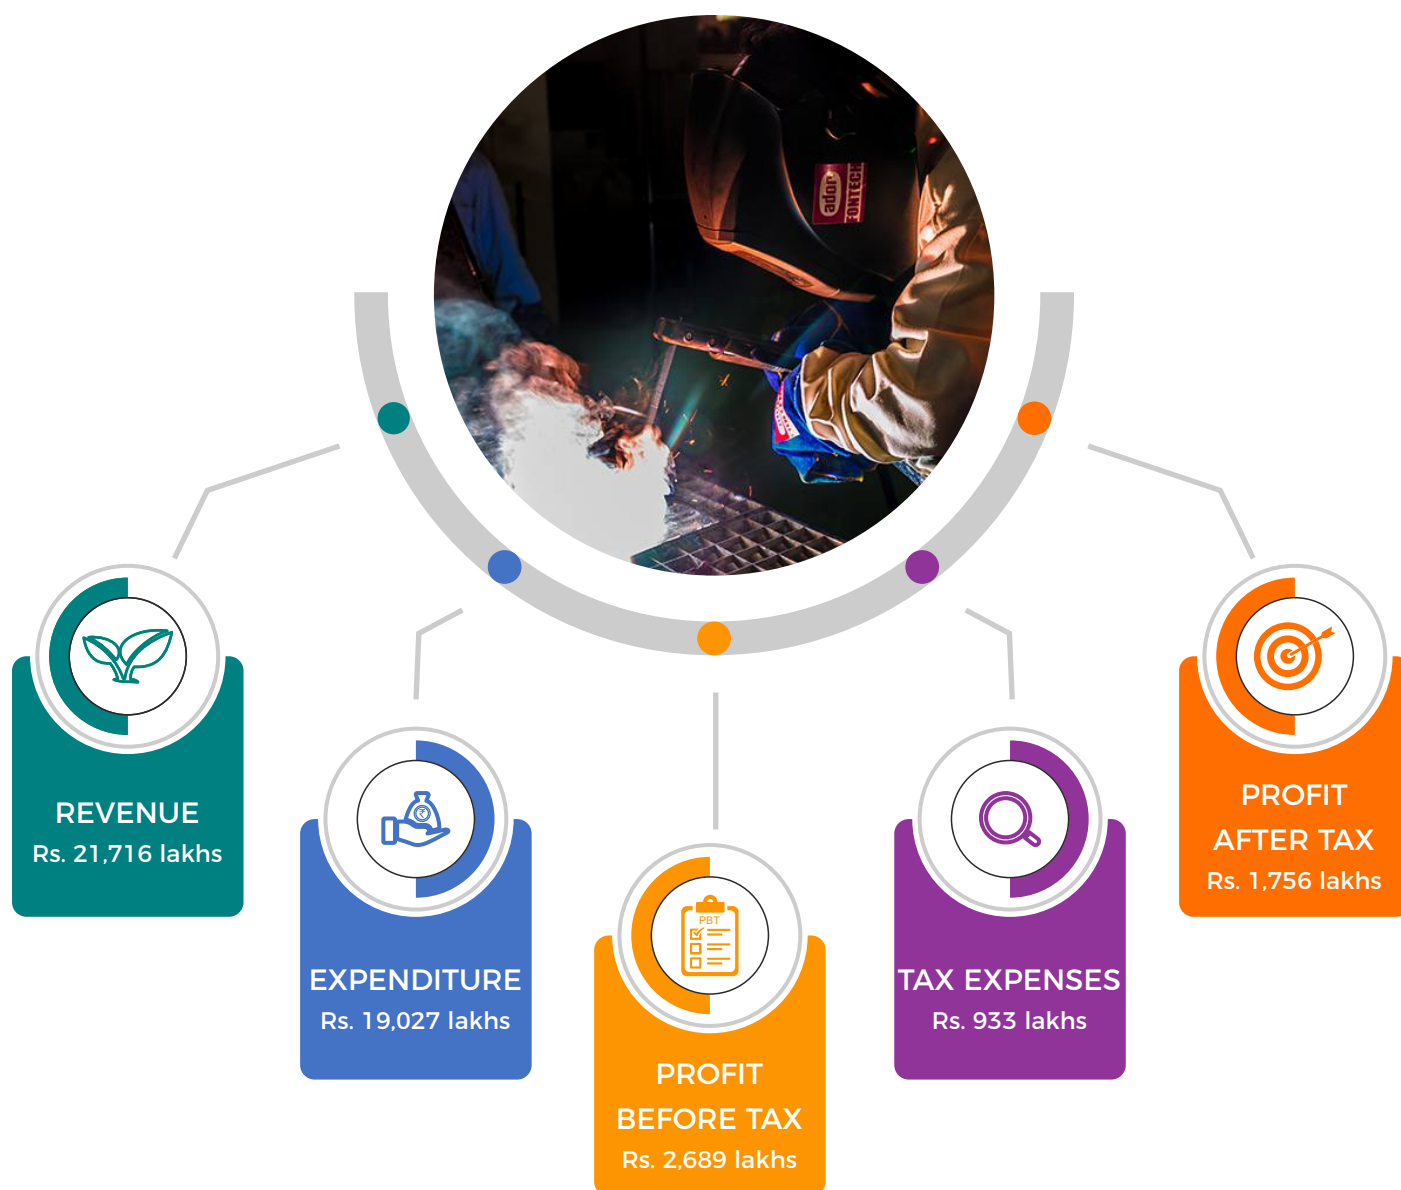 ador
FONTECH
REVENUE
Rs. 21,716 lakhs
EXPENDITURE
Rs. 19,027 lakhs
PBT
PROFIT
BEFORE TAX
Rs. 2,689 lakhs
TAX EXPENSES
Rs. 933 lakhs
PROFIT
AFTER TAX
Rs. 1,756 lakhs